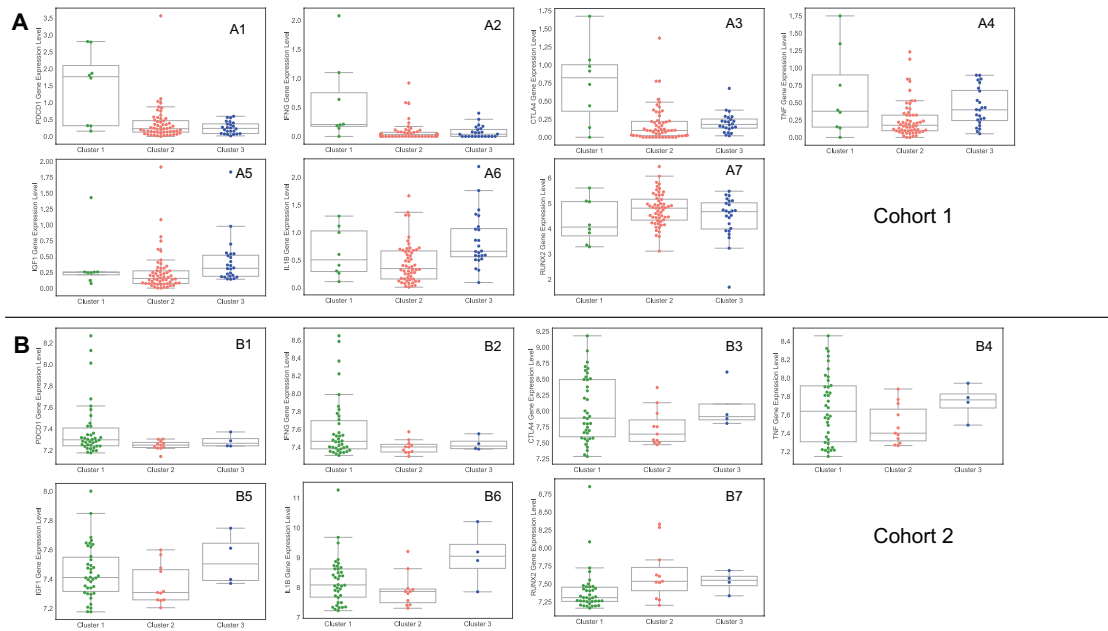 A
A1
PDCD1 Gene Expression Level
3.5
3.0
2.5
2.0
1.5
1.0
0.5
0.0
Cluster 1 Cluster 2 Cluster 3
A2
IFNG Gene Expression Level
2.0
1.5
1.0
0.5
0.0
Cluster 1 Cluster 2 Cluster 3
A3
CTLA4 Gene Expression Level
1.75
1.50
1.25
1.00
0.75
0.50
0.25
0.00
Cluster 1 Cluster 2 Cluster 3
A4
TNF Gene Expression Level
1.75
1.50
1.25
1.00
0.75
0.50
0.25
0.00
Cluster 1 Cluster 2 Cluster 3
A5
IGF1 Gene Expression Level
2.00
1.75
1.50
1.25
1.00
0.75
0.50
0.25
0.00
Cluster 1 Cluster 2 Cluster 3
A6
IL1B Gene Expression Level
2.0
1.5
1.0
0.5
0.0
Cluster 1 Cluster 2 Cluster 3
A7
RUNX2 Gene Expression Level
6
5
4
3
2
Cluster 1 Cluster 2 Cluster 3
Cohort 1
B
B1
PDCD1 Gene Expression Level
8.2
8.0
7.8
7.6
7.4
7.2
Cluster 1 Cluster 2 Cluster 3
B2
IFNG Gene Expression Level
8.6
8.4
8.2
8.0
7.8
7.6
7.4
Cluster 1 Cluster 2 Cluster 3
B3
CTLA4 Gene Expression Level
9.25
9.00
8.75
8.50
8.25
8.00
7.75
7.50
7.25
Cluster 1 Cluster 2 Cluster 3
B4
TNF Gene Expression Level
8.4
8.2
8.0
7.8
7.6
7.4
7.2
Cluster 1 Cluster 2 Cluster 3
B5
IGF1 Gene Expression Level
8.0
7.8
7.6
7.4
7.2
Cluster 1 Cluster 2 Cluster 3
B6
IL1B Gene Expression Level
11
10
9
8
7
Cluster 1 Cluster 2 Cluster 3
B7
RUNX2 Gene Expression Level
8.75
8.50
8.25
8.00
7.75
7.50
7.25
Cluster 1 Cluster 2 Cluster 3
Cohort 2